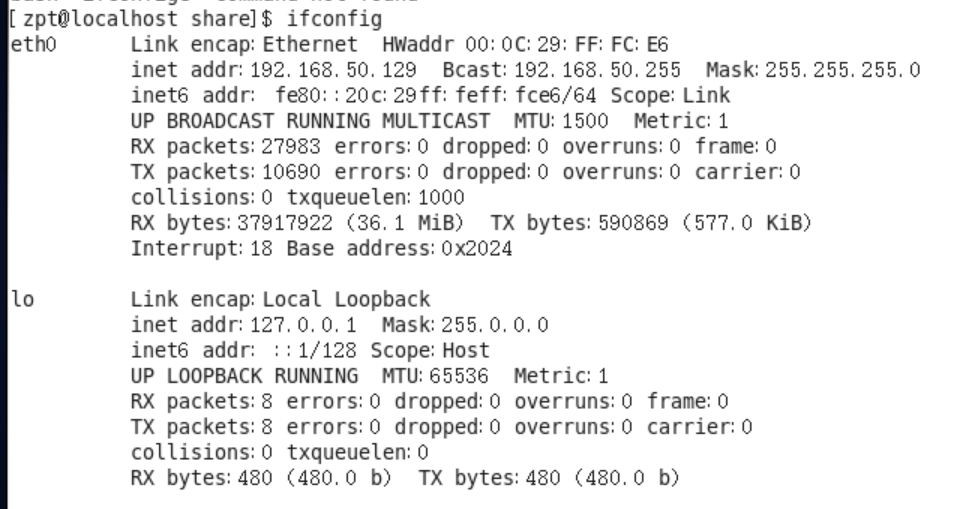 [zpt@localhost share]$ ifconfig
eth0      Link encap:Ethernet  HWaddr 00:0C:29:FF:FC:E6
          inet addr:192.168.50.129  Bcast:192.168.50.255  Mask:255.255.255.0
          inet6 addr: fe80::20c:29ff:feff:fce6/64 Scope:Link
          UP BROADCAST RUNNING MULTICAST  MTU:1500  Metric:1
          RX packets:27983 errors:0 dropped:0 overruns:0 frame:0
          TX packets:10690 errors:0 dropped:0 overruns:0 carrier:0
          collisions:0 txqueuelen:1000
          RX bytes:37917922 (36.1 MiB)  TX bytes:590869 (577.0 KiB)
          Interrupt:18 Base address:0x2024
lo        Link encap:Local Loopback
          inet addr:127.0.0.1  Mask:255.0.0.0
          inet6 addr: ::1/128 Scope:Host
          UP LOOPBACK RUNNING  MTU:65536  Metric:1
          RX packets:8 errors:0 dropped:0 overruns:0 frame:0
          TX packets:8 errors:0 dropped:0 overruns:0 carrier:0
          collisions:0 txqueuelen:0
          RX bytes:480 (480.0 b)  TX bytes:480 (480.0 b)